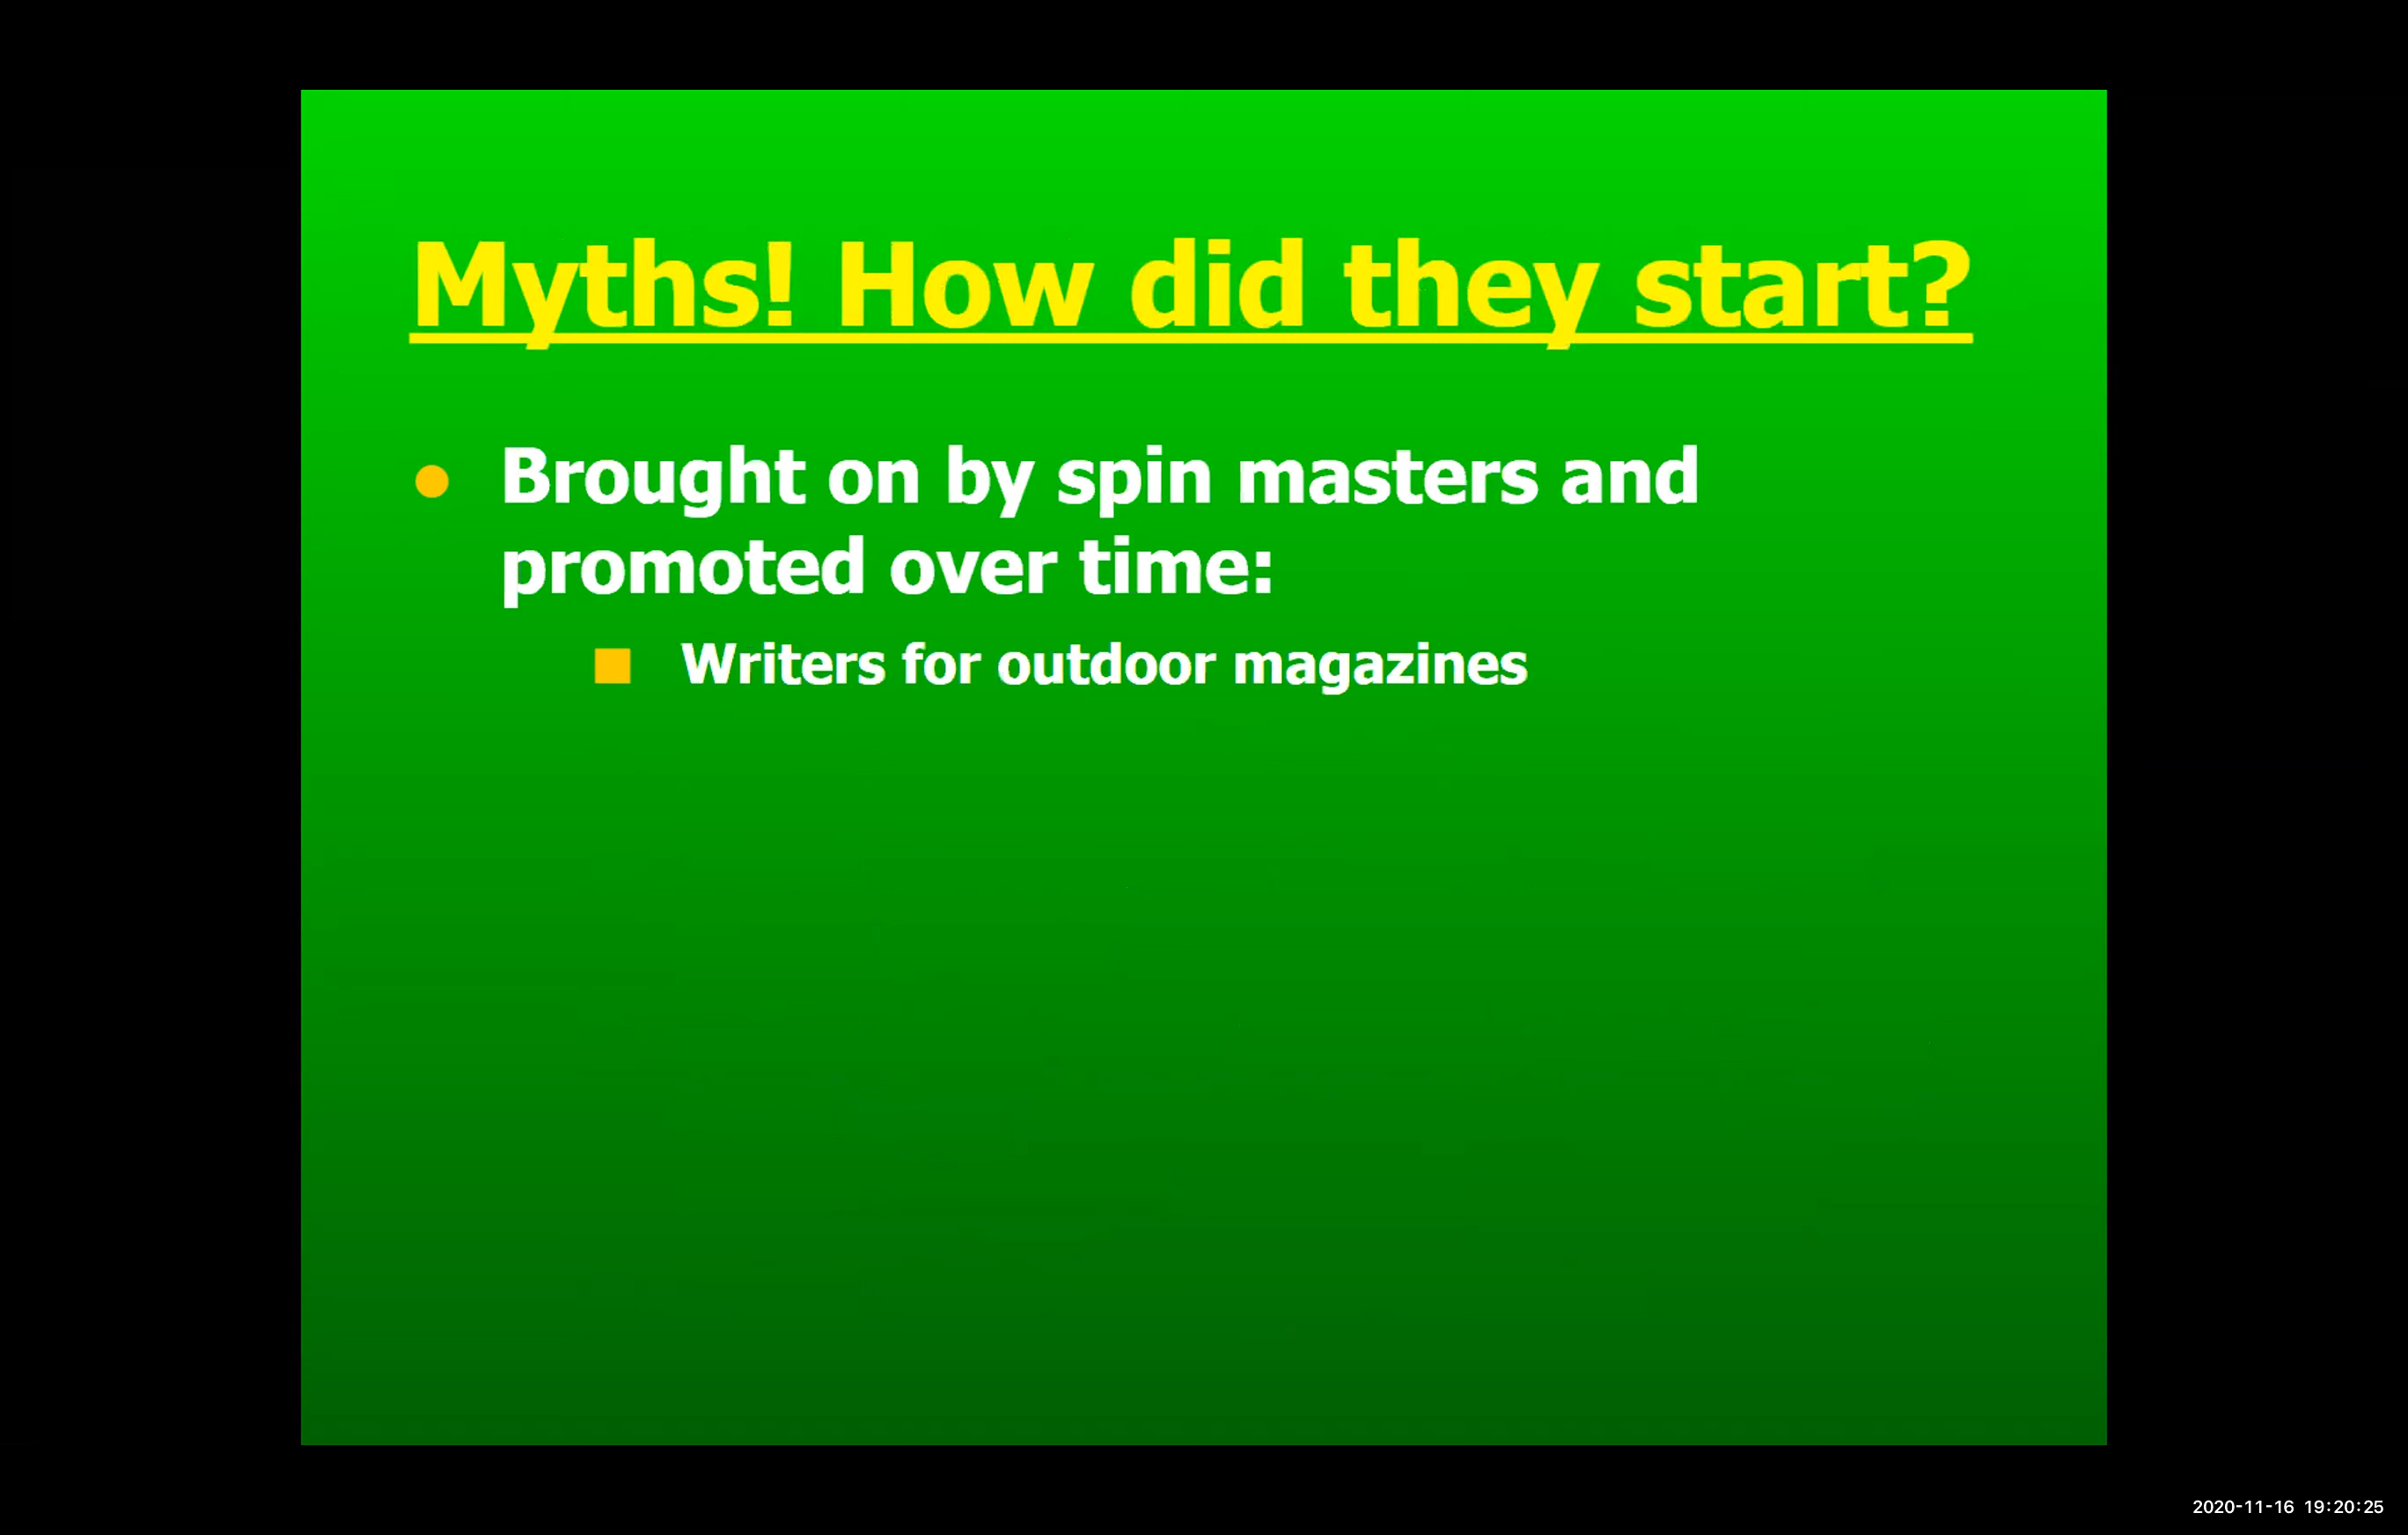 Myths! How did they start?
Brought on by spin masters and
promoted over time:
Writers for outdoor magazines
2020-11-16 19:20:25